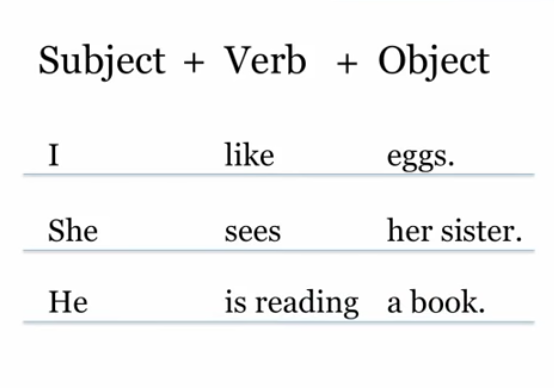 Subject + Verb + Object
I like eggs.
She sees her sister.
He is reading a book.